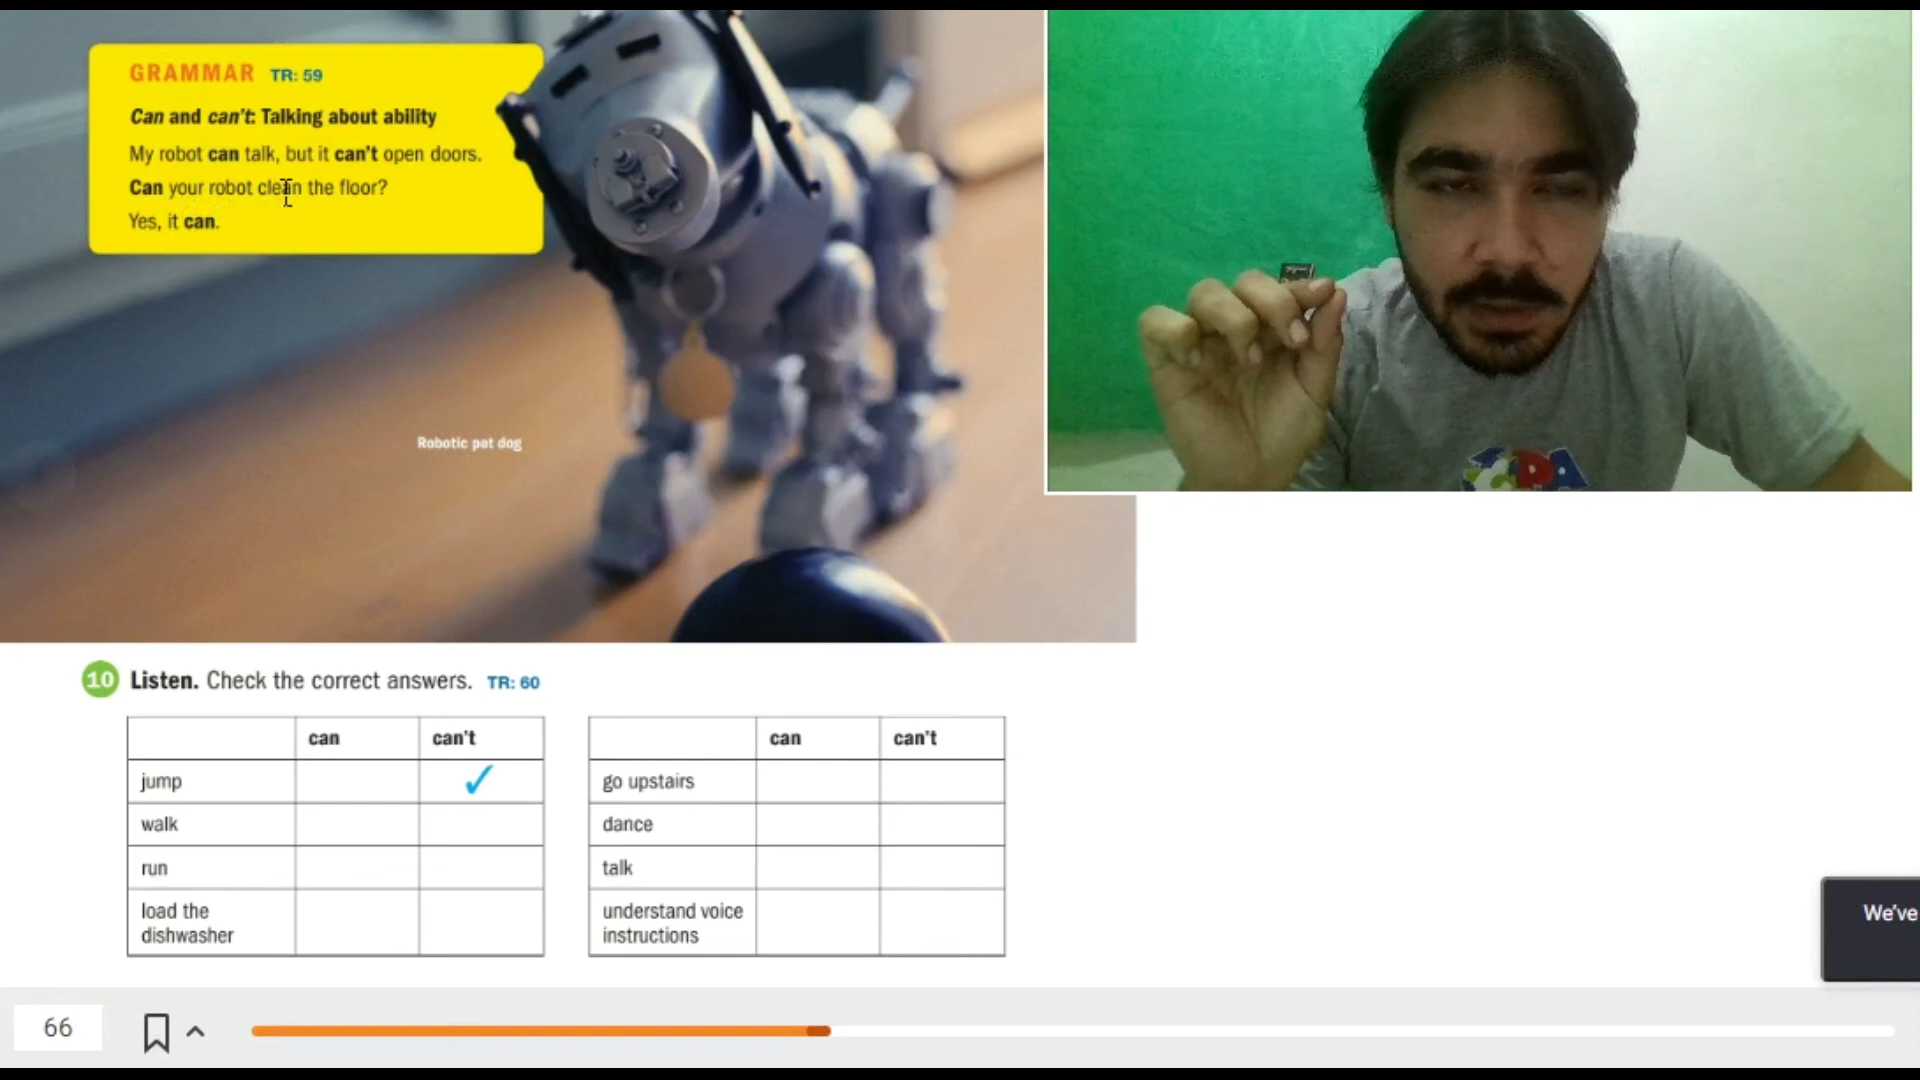 GRAMMAR TR: 59
Can and can't: Talking about ability
My robot can talk, but it can't open doors.
Can your robot clean the floor?
Yes, it can.
Robotic pet dog
10 Listen. Check the correct answers. TR: 60
can can't
jump ✓
walk
run
load the
dishwasher
can can't
go upstairs
dance
talk
understand voice
instructions
We've
66